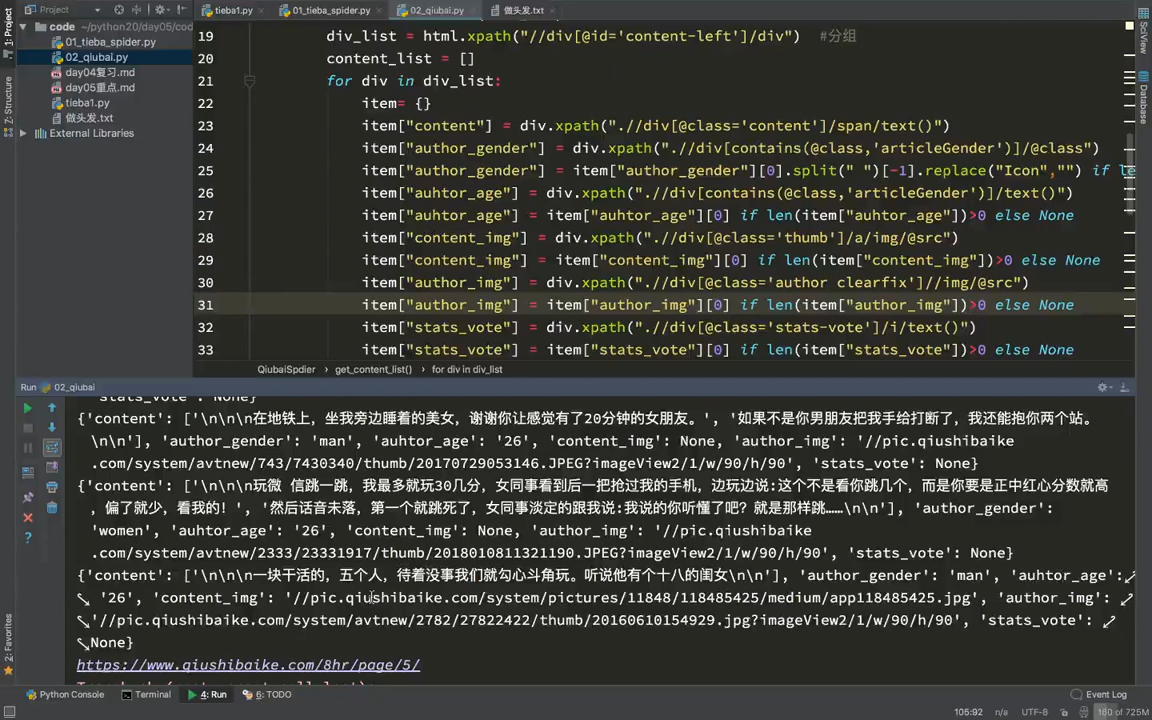 Project
tieba1.py
01_tieba_spider.py
02_qiubai.py
做头发.txt
1: Project
Z: Structure
2: Favorites
SciView
Database
code ~/python20/day05/cod
01_tieba_spider.py
02_qiubai.py
day04复习.md
day05重点.md
tieba1.py
做头发.txt
External Libraries
19 div_list = html.xpath("//div[@id='content-left']/div") #分组
20 content_list = []
21 for div in div_list:
22 item= {}
23 item["content"] = div.xpath(".//div[@class='content']/span/text()")
24 item["author_gender"] = div.xpath(".//div[contains(@class,'articleGender')]/@class")
25 item["author_gender"] = item["author_gender"][0].split(" ")[-1].replace("Icon","") if le
26 item["auhtor_age"] = div.xpath(".//div[contains(@class,'articleGender')]/text()")
27 item["auhtor_age"] = item["auhtor_age"][0] if len(item["auhtor_age"])>0 else None
28 item["content_img"] = div.xpath(".//div[@class='thumb']/a/img/@src")
29 item["content_img"] = item["content_img"][0] if len(item["content_img"])>0 else None
30 item["author_img"] = div.xpath(".//div[@class='author clearfix']//img/@src")
31 item["author_img"] = item["author_img"][0] if len(item["author_img"])>0 else None
32 item["stats_vote"] = div.xpath(".//div[@class='stats-vote']/i/text()")
33 item["stats_vote"] = item["stats_vote"][0] if len(item["stats_vote"])>0 else None
QiubaiSpdier get_content_list() for div in div_list
Run 02_qiubai
'stats_vote': None}
{'content': ['\n\n\n在地铁上，坐我旁边睡着的美女，谢谢你让感觉有了20分钟的女朋友。', '如果不是你男朋友把我手给打断了，我还能抱你两个站。
\n\n'], 'author_gender': 'man', 'auhtor_age': '26', 'content_img': None, 'author_img': '//pic.qiushibaike
.com/system/avtnew/743/7430340/thumb/20170729053146.JPEG?imageView2/1/w/90/h/90', 'stats_vote': None}
{'content': ['\n\n\n玩微 信跳一跳，我最多就玩30几分，女同事看到后一把抢过我的手机，边玩边说:这个不是看你跳几个，而是你要是正中红心分数就高
，偏了就少，看我的！', '然后话音未落，第一个就跳死了，女同事淡定的跟我说:我说的你听懂了吧？就是那样跳……\n\n'], 'author_gender':
'women', 'auhtor_age': '26', 'content_img': None, 'author_img': '//pic.qiushibaike
.com/system/avtnew/2333/23331917/thumb/2018010811321190.JPEG?imageView2/1/w/90/h/90', 'stats_vote': None}
{'content': ['\n\n\n一块干活的，五个人，待着没事我们就勾心斗角玩。听说他有个十八的闺女\n\n'], 'author_gender': 'man', 'auhtor_age':
'26', 'content_img': '//pic.qiushibaike.com/system/pictures/11848/118485425/medium/app118485425.jpg', 'author_img':
'//pic.qiushibaike.com/system/avtnew/2782/27822422/thumb/20160610154929.jpg?imageView2/1/w/90/h/90', 'stats_vote':
None}
https://www.qiushibaike.com/8hr/page/5/
Python Console
Terminal
4: Run
6: TODO
Event Log
105:92 n/a UTF-8 160 of 725M